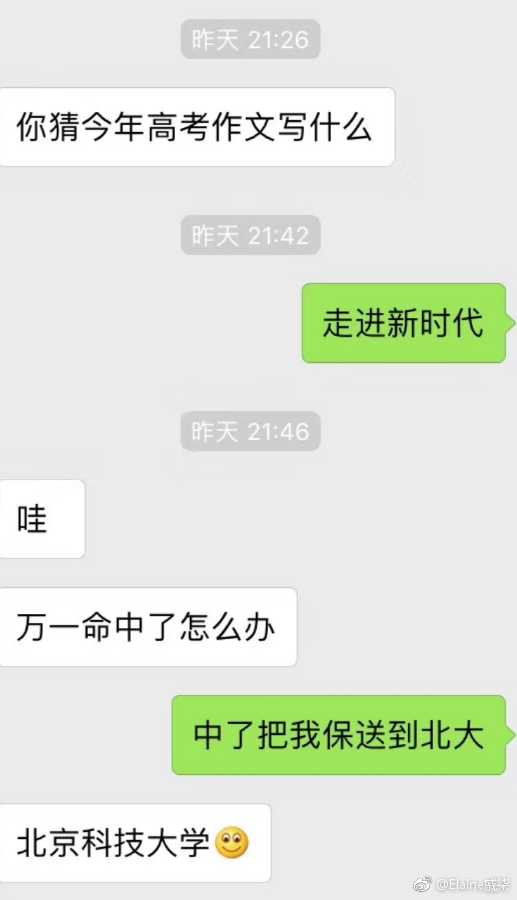 昨天 21:26
你猜今年高考作文写什么
昨天 21:42
走进新时代
昨天 21:46
哇
万一命中了怎么办
中了把我保送到北大
北京科技大学